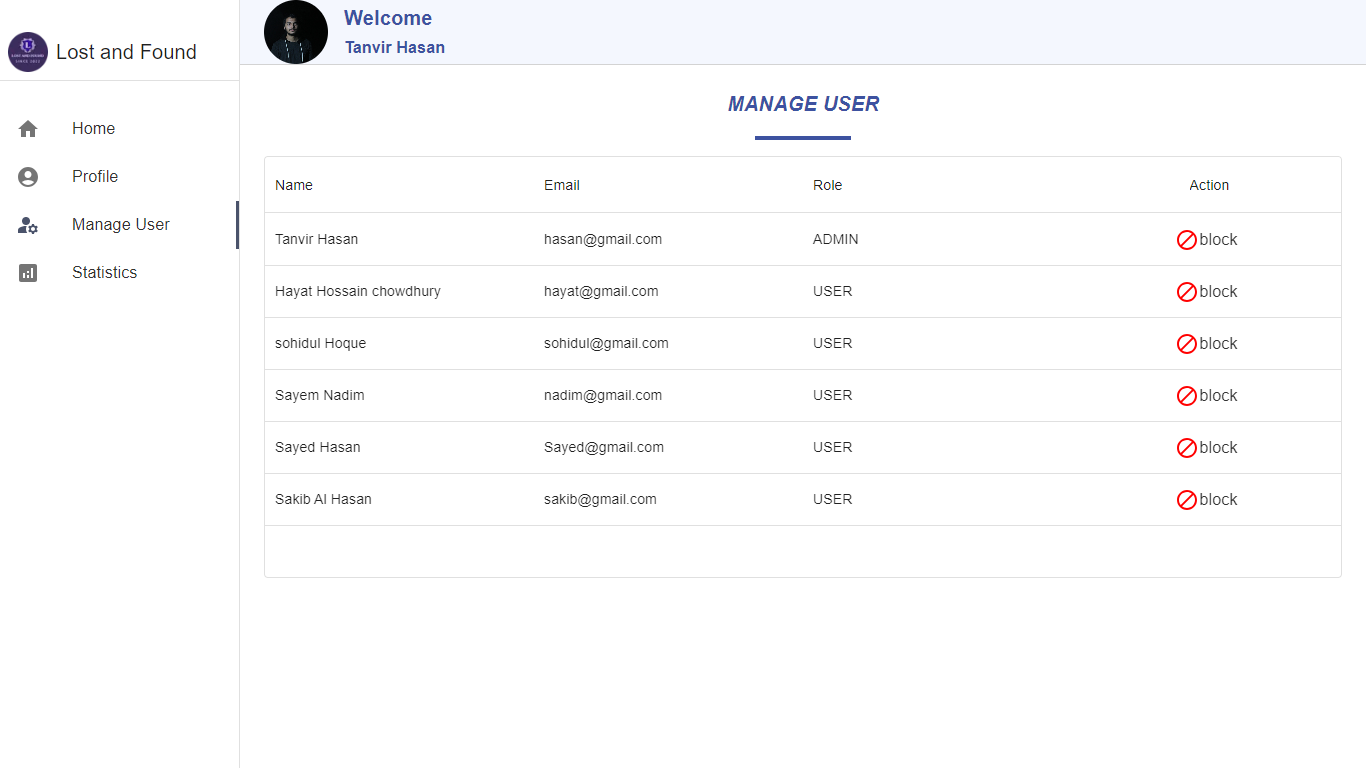 Lost and Found
Home
Profile
Manage User
Statistics
Welcome
Tanvir Hasan
MANAGE USER
Name Email Role Action
Tanvir Hasan hasan@gmail.com ADMIN block
Hayat Hossain chowdhury hayat@gmail.com USER block
sohidul Hoque sohidul@gmail.com USER block
Sayem Nadim nadim@gmail.com USER block
Sayed Hasan Sayed@gmail.com USER block
Sakib Al Hasan sakib@gmail.com USER block